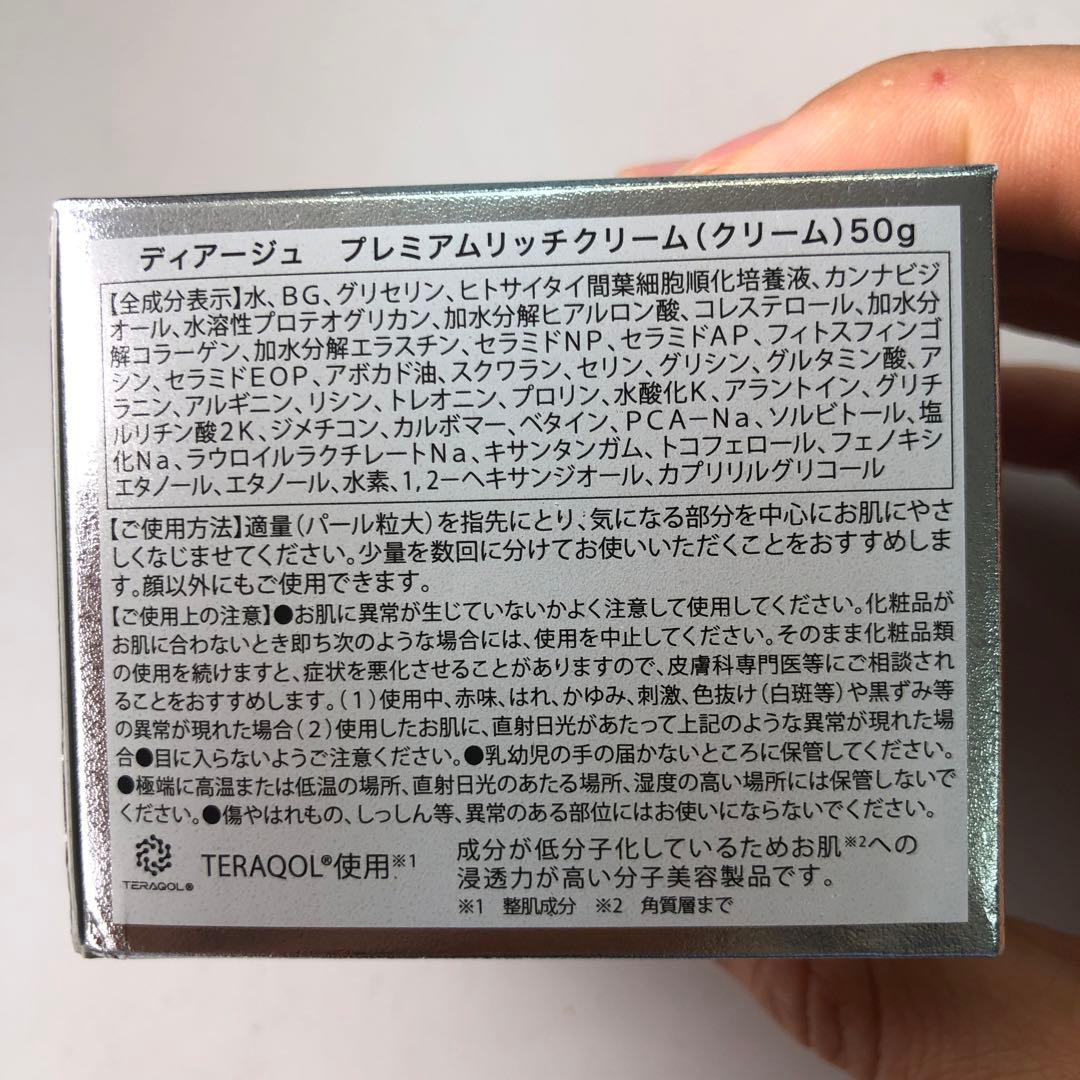 ディアージュ　プレミアムリッチクリーム(クリーム)50g
【全成分表示】水、BG、グリセリン、ヒトサイタイ間葉細胞順化培養液、カンナビジ
オール、水溶性プロテオグリカン、加水分解ヒアルロン酸、コレステロール、加水分
解コラーゲン、加水分解エラスチン、セラミドNP、セラミドAP、フィトスフィンゴ
シン、セラミドEOP、アボカド油、スクワラン、セリン、グリシン、グルタミン酸、ア
ラニン、アルギニン、リシン、トレオニン、プロリン、水酸化K、アラントイン、グリチ
ルリチン酸2K、ジメチコン、カルボマー、ベタイン、PCA－Na、ソルビトール、塩
化Na、ラウロイルラクチレートNa、キサンタンガム、トコフェロール、フェノキシ
エタノール、エタノール、水素、1,2－ヘキサンジオール、カプリリルグリコール
【ご使用方法】適量(パール粒大)を指先にとり、気になる部分を中心にお肌にやさ
しくなじませてください。少量を数回に分けてお使いいただくことをおすすめしま
す。顔以外にもご使用できます。
【ご使用上の注意】●お肌に異常が生じていないかよく注意して使用してください。化粧品が
お肌に合わないとき即ち次のような場合には、使用を中止してください。そのまま化粧品類
の使用を続けますと、症状を悪化させることがありますので、皮膚科専門医等にご相談され
ることをおすすめします。(1)使用中、赤味、はれ、かゆみ、刺激、色抜け(白斑等)や黒ずみ等
の異常が現れた場合(2)使用したお肌に、直射日光があたって上記のような異常が現れた場
合●目に入らないようご注意ください。●乳幼児の手の届かないところに保管してください。
●極端に高温または低温の場所、直射日光のあたる場所、湿度の高い場所には保管しないで
ください。●傷やはれもの、しっしん等、異常のある部位にはお使いにならないでください。
TERAQOL®
TERAQOL®使用※1
成分が低分子化しているためお肌※2への
浸透力が高い分子美容製品です。
※1　整肌成分　※2　角質層まで